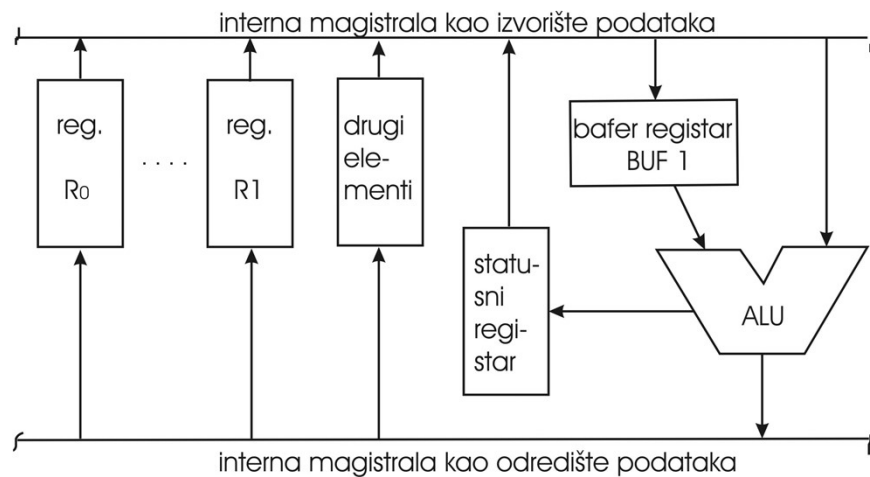 interna magistrala kao izvorište podataka
reg.
R0
. . . .
reg.
R1
drugi
ele-
menti
statu-
sni
regi-
star
bafer registar
BUF 1
ALU
interna magistrala kao odredište podataka